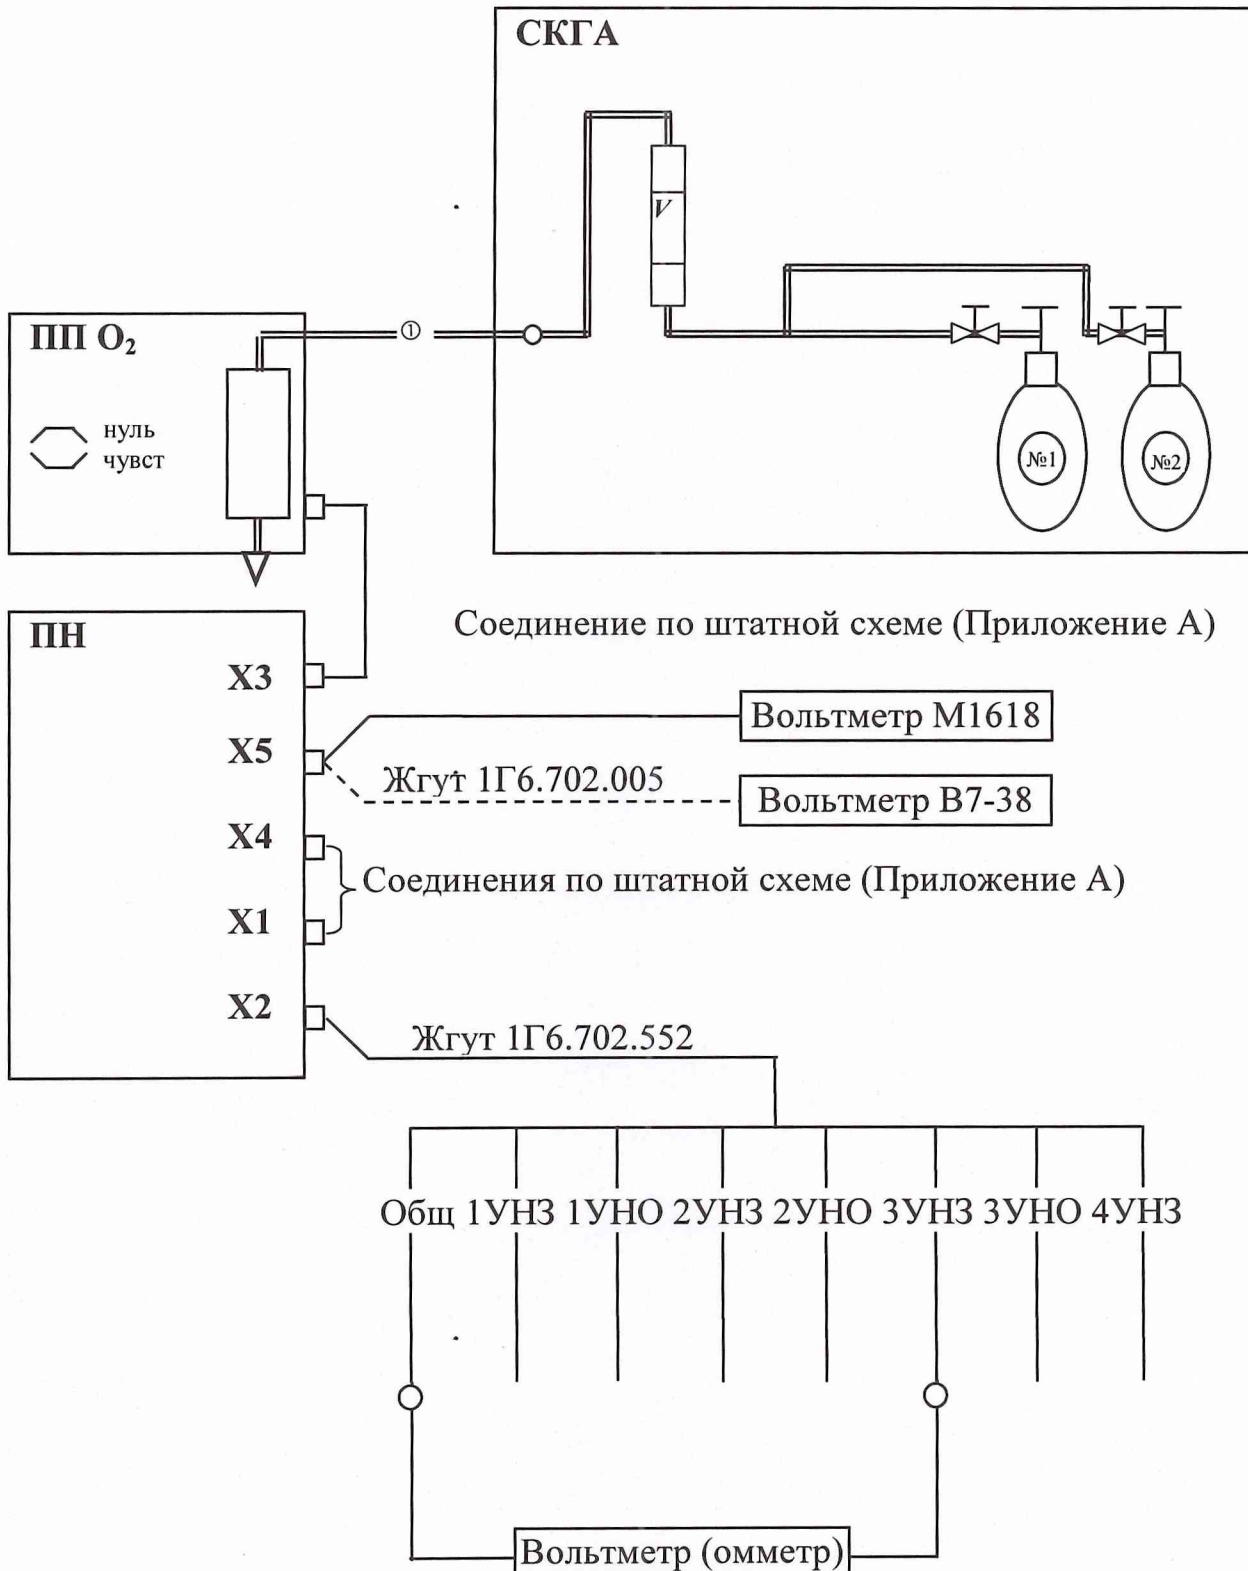 СКГА
V
ПП О₂
①
нуль
чувст
№1
№2
Соединение по штатной схеме (Приложение А)
ПН
Х3
Х5
Вольтметр М1618
Жгут 1Г6.702.005
Вольтметр В7-38
Х4
Соединения по штатной схеме (Приложение А)
Х1
Х2
Жгут 1Г6.702.552
Общ 1УНЗ 1УНО 2УНЗ 2УНО 3УНЗ 3УНО 4УНЗ
Вольтметр (омметр)